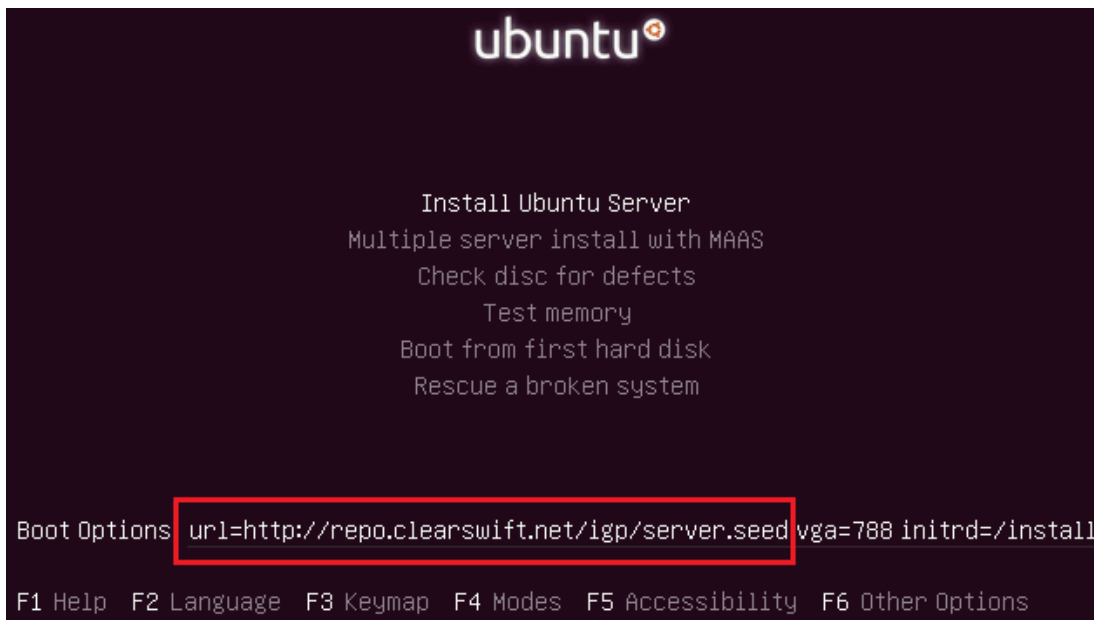 ubuntu
Install Ubuntu Server
Multiple server install with MAAS
Check disc for defects
Test memory
Boot from first hard disk
Rescue a broken system
Boot Options url=http://repo.clearswift.net/igp/server.seed vga=788 initrd=/install
F1 Help F2 Language F3 Keymap F4 Modes F5 Accessibility F6 Other Options